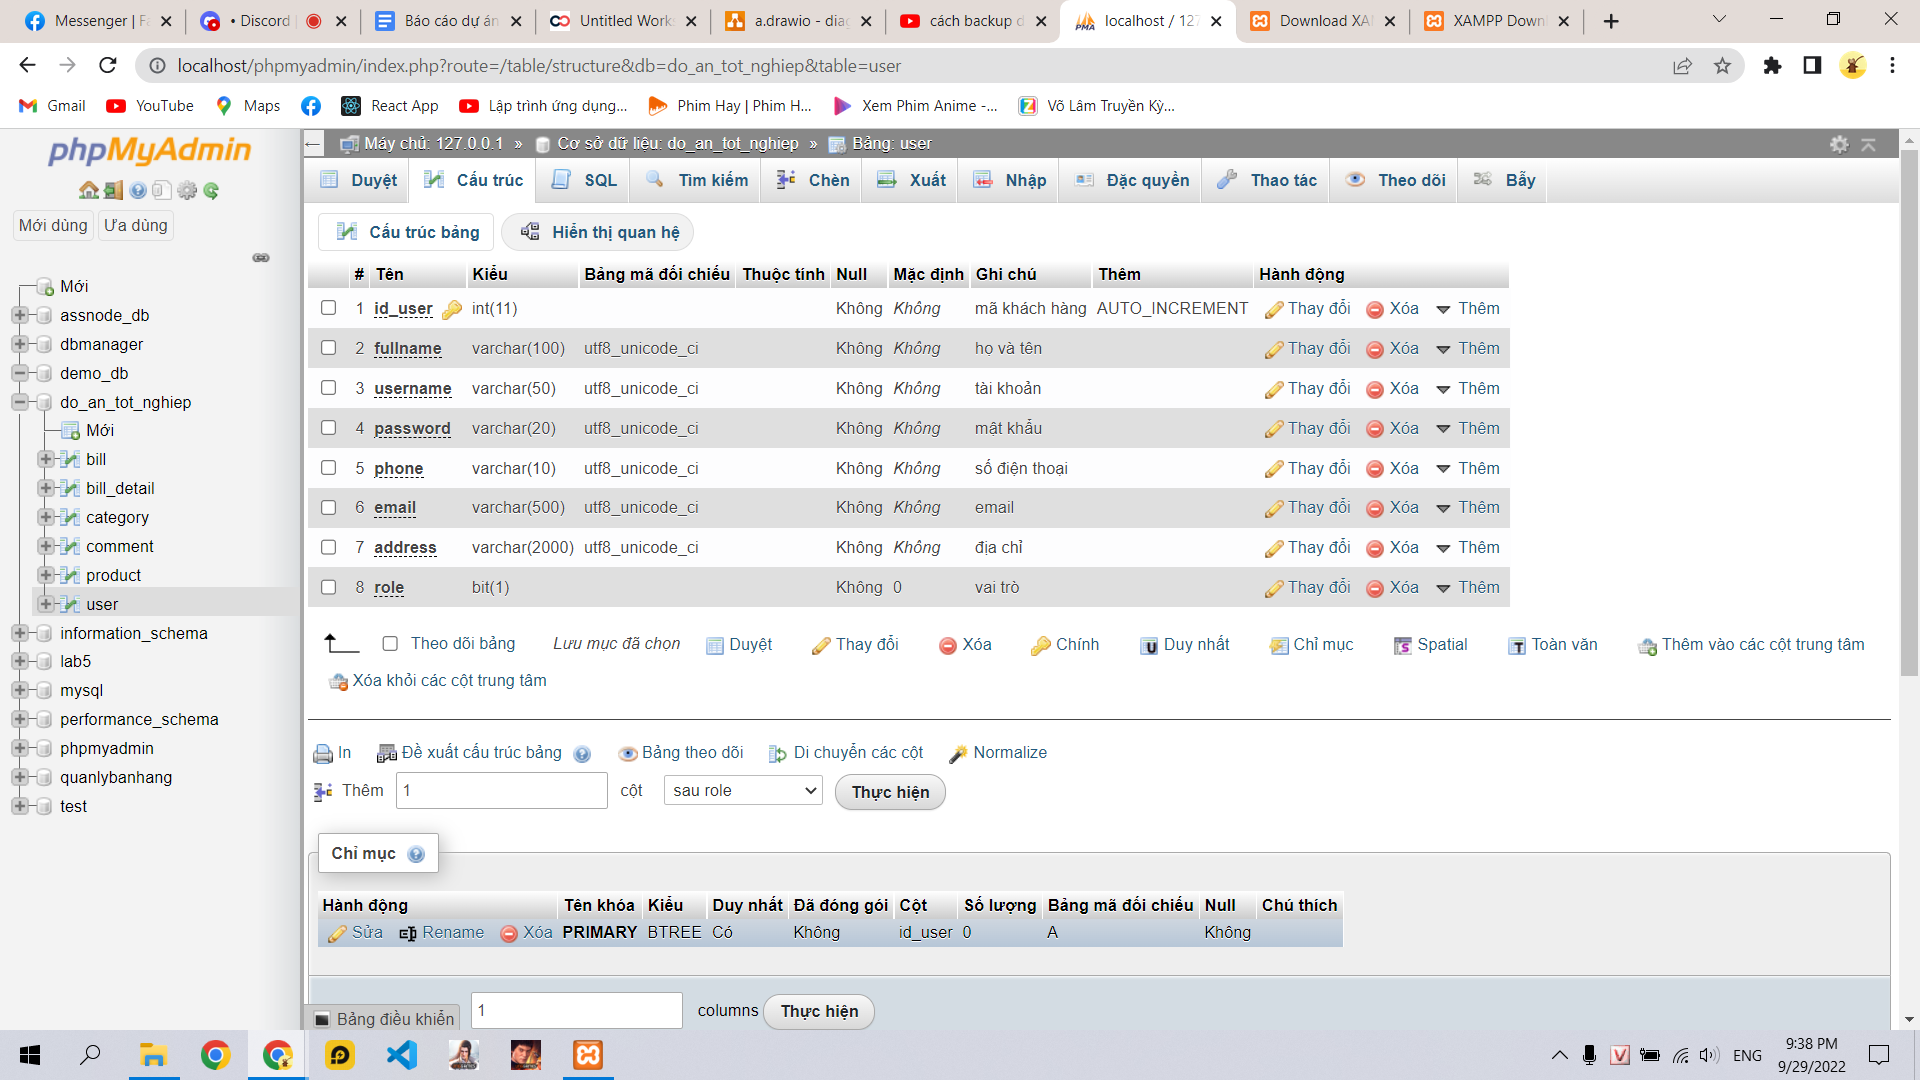 Messenger | Fa
• Discord |
Báo cáo dự án
Untitled Works
a.drawio - diag
cách backup d
localhost / 127
Download XAM
XAMPP Downl
localhost/phpmyadmin/index.php?route=/table/structure&db=do_an_tot_nghiep&table=user
Gmail
YouTube
Maps
React App
Lập trình ứng dụng...
Phim Hay | Phim H...
Xem Phim Anime -...
Võ Lâm Truyền Kỳ...
phpMyAdmin
Mới dùng
Ưa dùng
Mới
assnode_db
dbmanager
demo_db
do_an_tot_nghiep
Mới
bill
bill_detail
category
comment
product
user
information_schema
lab5
mysql
performance_schema
phpmyadmin
quanlybanhang
test
Máy chủ: 127.0.0.1 » Cơ sở dữ liệu: do_an_tot_nghiep » Bảng: user
Duyệt
Cấu trúc
SQL
Tìm kiếm
Chèn
Xuất
Nhập
Đặc quyền
Thao tác
Theo dõi
Bẫy
Cấu trúc bảng
Hiển thị quan hệ
# Tên Kiểu Bảng mã đối chiếu Thuộc tính Null Mặc định Ghi chú Thêm Hành động
1 id_user int(11) Không Không mã khách hàng AUTO_INCREMENT Thay đổi Xóa Thêm
2 fullname varchar(100) utf8_unicode_ci Không Không họ và tên Thay đổi Xóa Thêm
3 username varchar(50) utf8_unicode_ci Không Không tài khoản Thay đổi Xóa Thêm
4 password varchar(20) utf8_unicode_ci Không Không mật khẩu Thay đổi Xóa Thêm
5 phone varchar(10) utf8_unicode_ci Không Không số điện thoại Thay đổi Xóa Thêm
6 email varchar(500) utf8_unicode_ci Không Không email Thay đổi Xóa Thêm
7 address varchar(2000) utf8_unicode_ci Không Không địa chỉ Thay đổi Xóa Thêm
8 role bit(1) Không 0 vai trò Thay đổi Xóa Thêm
Theo dõi bảng Lưu mục đã chọn Duyệt Thay đổi Xóa Chính Duy nhất Chỉ mục Spatial Toàn văn Thêm vào các cột trung tâm
Xóa khỏi các cột trung tâm
In Đề xuất cấu trúc bảng Bảng theo dõi Di chuyển các cột Normalize
Thêm 1 cột sau role Thực hiện
Chỉ mục
Hành động Tên khóa Kiểu Duy nhất Đã đóng gói Cột Số lượng Bảng mã đối chiếu Null Chú thích
Sửa Rename Xóa PRIMARY BTREE Có Không id_user 0 A Không
1 columns Thực hiện
Bảng điều khiển
ENG
9:38 PM
9/29/2022